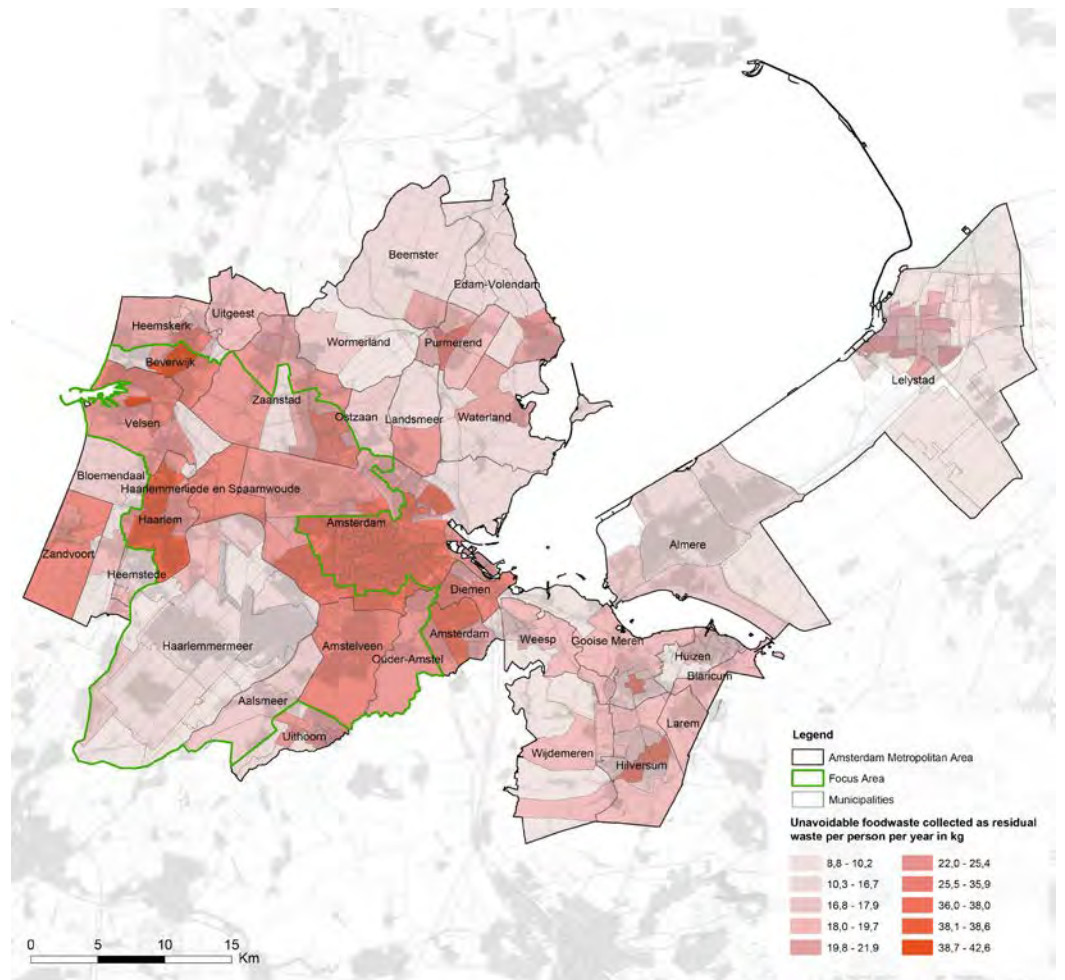 Beemster
Edam-Volendam
Uitgeest
Heemskerk
Wormerland
Purmerend
Beverwijk
Lelystad
Zaanstad
Ostzaan
Landsmeer
Waterland
Velsen
Bloemendaal
Haarlemmerliede en Spaarnwoude
Haarlem
Amsterdam
Almere
Zandvoort
Heemstede
Diemen
Amsterdam
Weesp
Gooise Meren
Haarlemmermeer
Amstelveen
Huizen
Ouder-Amstel
Blaricum
Aalsmeer
Larem
Uithoorn
Wijdemeren
Hilversum
Legend
Amsterdam Metropolitan Area
Focus Area
Municipalities
Unavoidable foodwaste collected as residual
waste per person per year in kg
8,8 - 10,2 22,0 - 25,4
10,3 - 16,7 25,5 - 35,9
16,8 - 17,9 36,0 - 38,0
18,0 - 19,7 38,1 - 38,6
19,8 - 21,9 38,7 - 42,6
0 5 10 15
Km